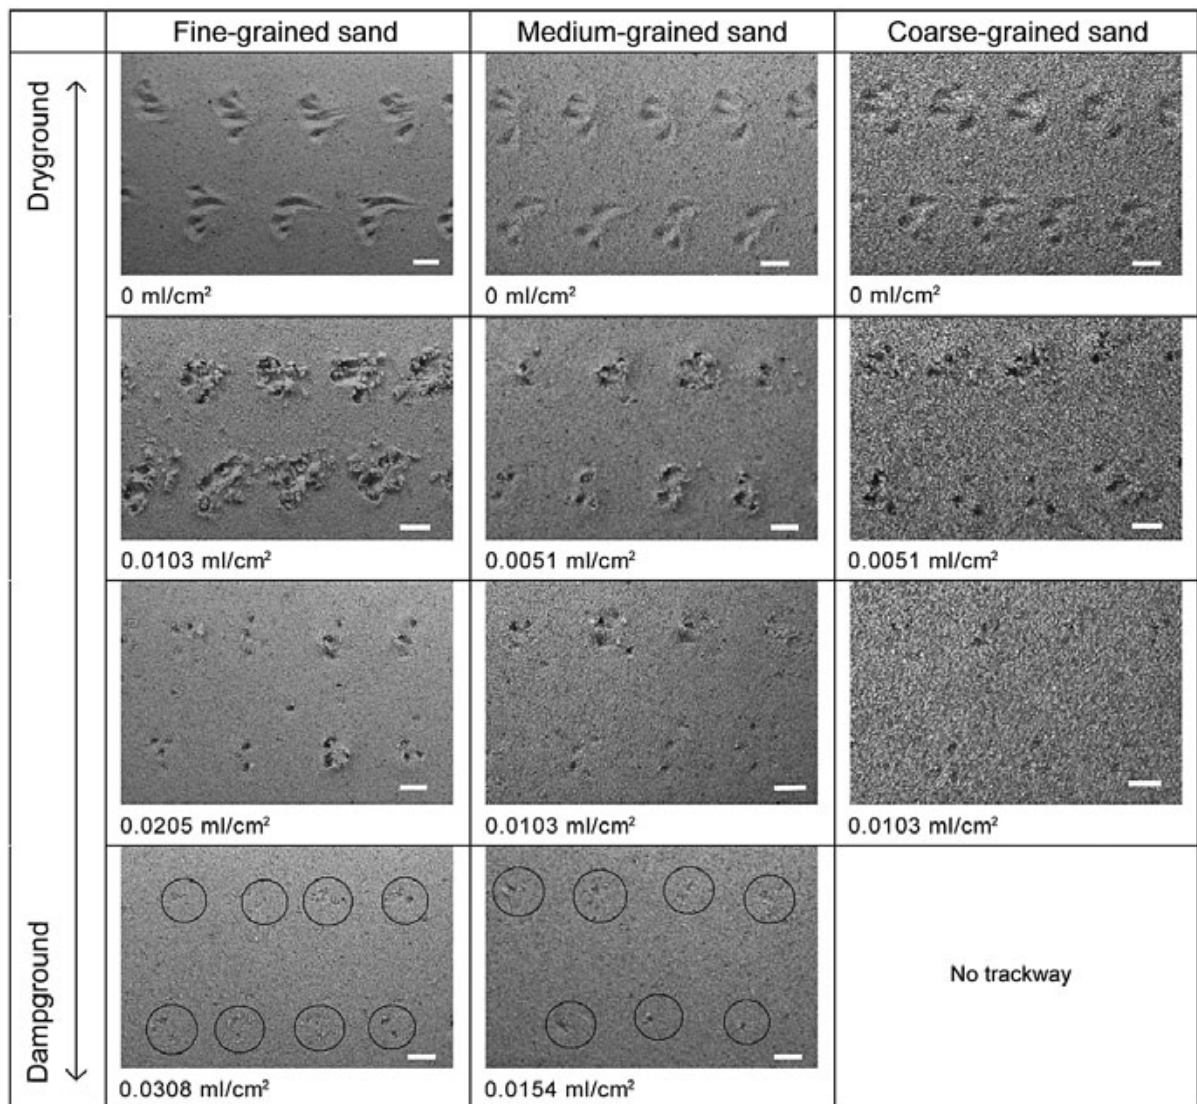 Fine-grained sand Medium-grained sand Coarse-grained sand
Dryground
0 ml/cm² 0 ml/cm² 0 ml/cm²
0.0103 ml/cm² 0.0051 ml/cm² 0.0051 ml/cm²
0.0205 ml/cm² 0.0103 ml/cm² 0.0103 ml/cm²
Dampground
No trackway
0.0308 ml/cm² 0.0154 ml/cm²